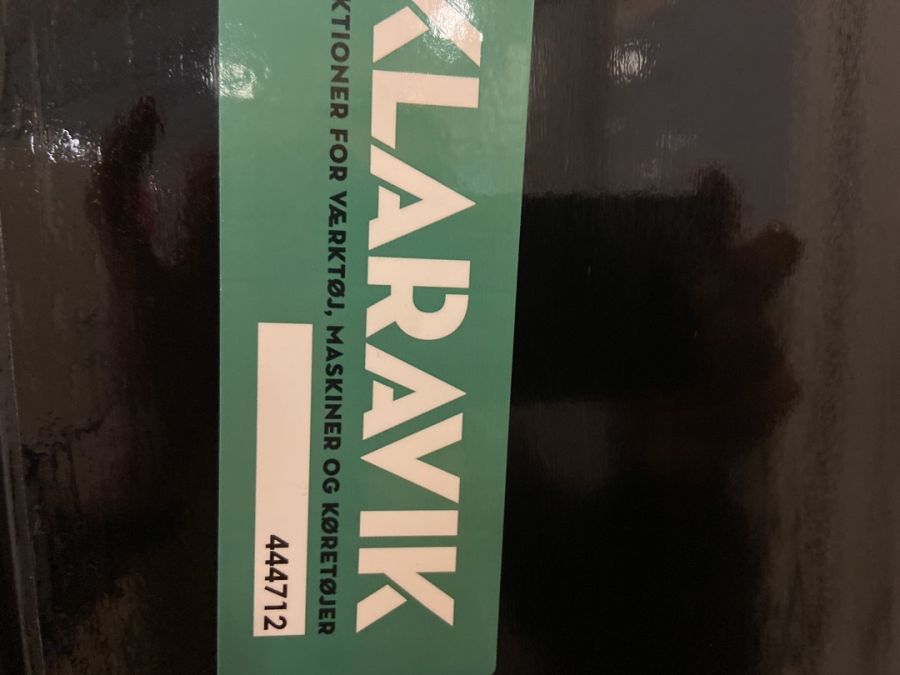 KLARAVIK
KTIONER FOR VÆRKTØJ, MASKINER OG KØRETØJER
444712